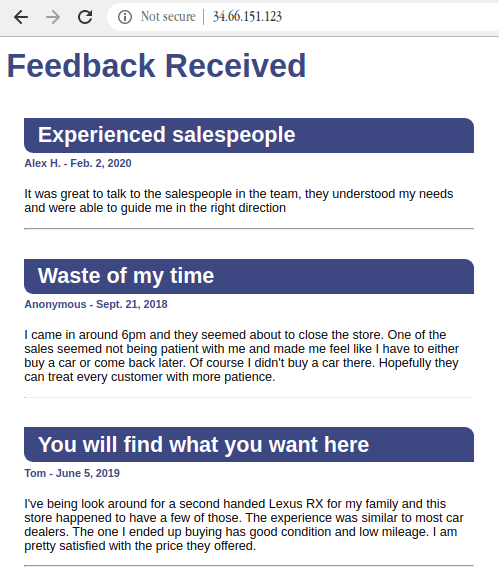 Not secure | 34.66.151.123
Feedback Received
Experienced salespeople
Alex H. - Feb. 2, 2020
It was great to talk to the salespeople in the team, they understood my needs
and were able to guide me in the right direction
Waste of my time
Anonymous - Sept. 21, 2018
I came in around 6pm and they seemed about to close the store. One of the
sales seemed not being patient with me and made me feel like I have to either
buy a car or come back later. Of course I didn't buy a car there. Hopefully they
can treat every customer with more patience.
You will find what you want here
Tom - June 5, 2019
I've being look around for a second handed Lexus RX for my family and this
store happened to have a few of those. The experience was similar to most car
dealers. The one I ended up buying has good condition and low mileage. I am
pretty satisfied with the price they offered.